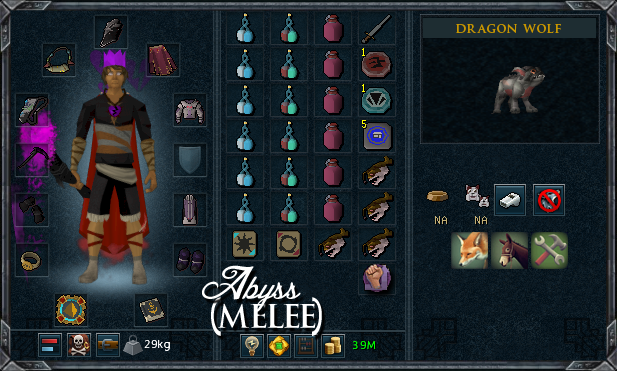 DRAGON WOLF
1
1
5
NA
NA
Abyss
(MELEE)
29kg
39M